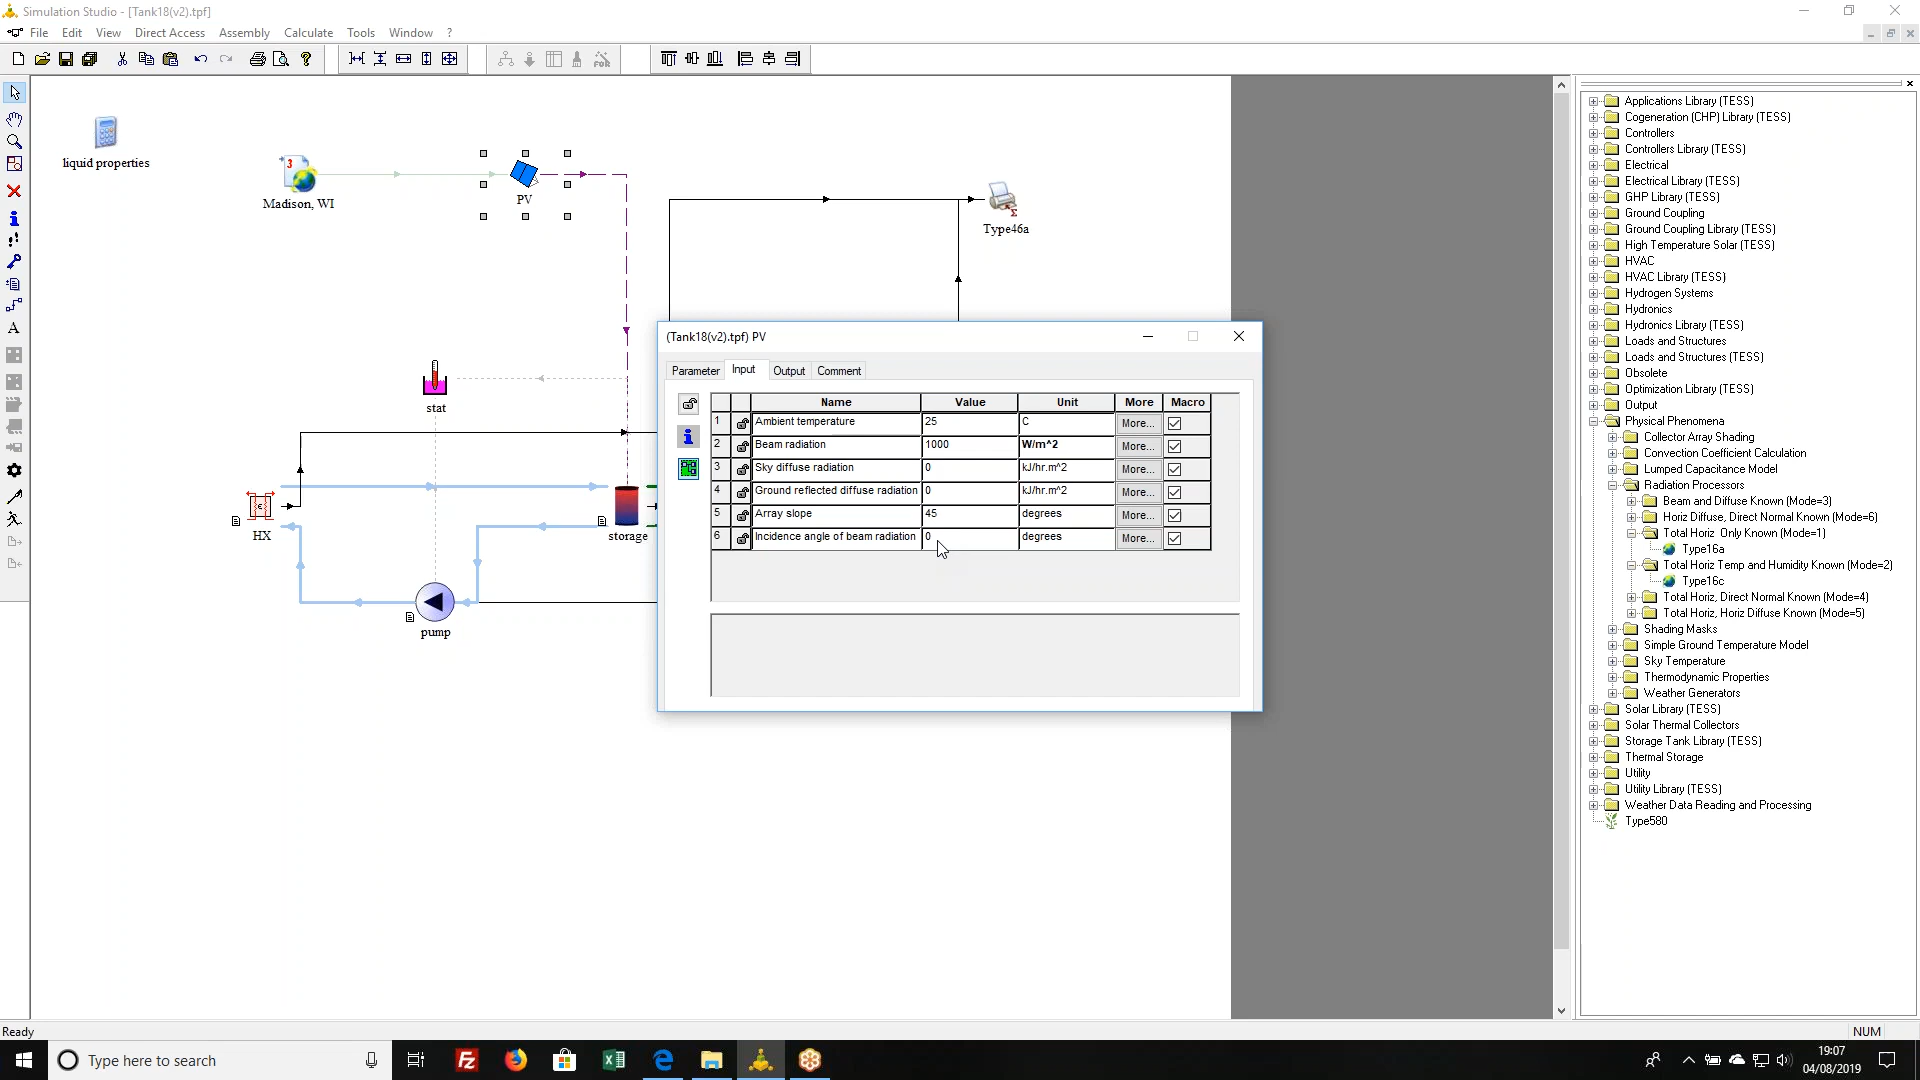 Simulation Studio - [Tank18(v2).tpf]
File Edit View Direct Access Assembly Calculate Tools Window ?
liquid properties
3
Madison, WI
PV
Type46a
stat
HX
storage
pump
(Tank18(v2).tpf) PV
Parameter Input Output Comment
Name Value Unit More Macro
1 Ambient temperature 25 C More...
2 Beam radiation 1000 W/m^2 More...
3 Sky diffuse radiation 0 kJ/hr.m^2 More...
4 Ground reflected diffuse radiation 0 kJ/hr.m^2 More...
5 Array slope 45 degrees More...
6 Incidence angle of beam radiation 0 degrees More...
Applications Library (TESS)
Cogeneration (CHP) Library (TESS)
Controllers
Controllers Library (TESS)
Electrical
Electrical Library (TESS)
GHP Library (TESS)
Ground Coupling
Ground Coupling Library (TESS)
High Temperature Solar (TESS)
HVAC
HVAC Library (TESS)
Hydrogen Systems
Hydronics
Hydronics Library (TESS)
Loads and Structures
Loads and Structures (TESS)
Obsolete
Optimization Library (TESS)
Output
Physical Phenomena
Collector Array Shading
Convection Coefficient Calculation
Lumped Capacitance Model
Radiation Processors
Beam and Diffuse Known (Mode=3)
Horiz Diffuse, Direct Normal Known (Mode=6)
Total Horiz Only Known (Mode=1)
Type16a
Total Horiz Temp and Humidity Known (Mode=2)
Type16c
Total Horiz, Direct Normal Known (Mode=4)
Total Horiz, Horiz Diffuse Known (Mode=5)
Shading Masks
Simple Ground Temperature Model
Sky Temperature
Thermodynamic Properties
Weather Generators
Solar Library (TESS)
Solar Thermal Collectors
Storage Tank Library (TESS)
Thermal Storage
Utility
Utility Library (TESS)
Weather Data Reading and Processing
Type580
Ready
NUM
Type here to search
19:07
04/08/2019